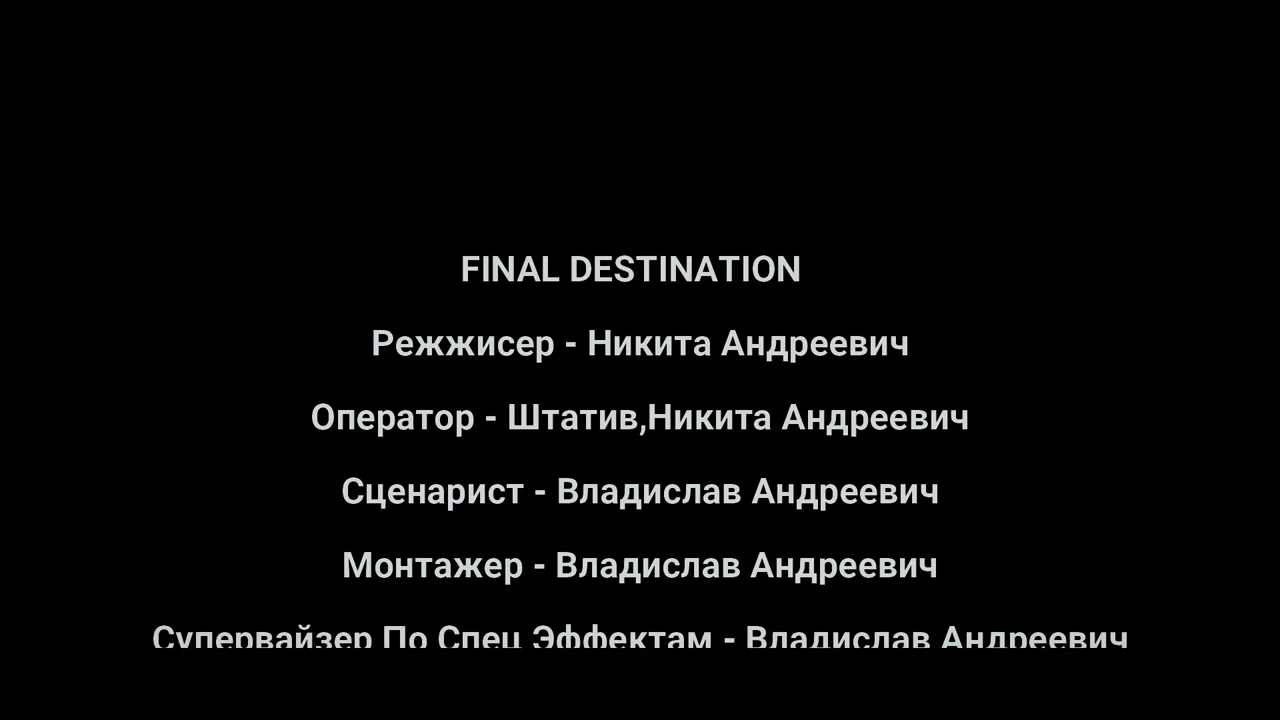 FINAL DESTINATION
Режжисер - Никита Андреевич
Оператор - Штатив,Никита Андреевич
Сценарист - Владислав Андреевич
Монтажер - Владислав Андреевич
Супервайзер По Спец Эффектам - Владислав Андреевич